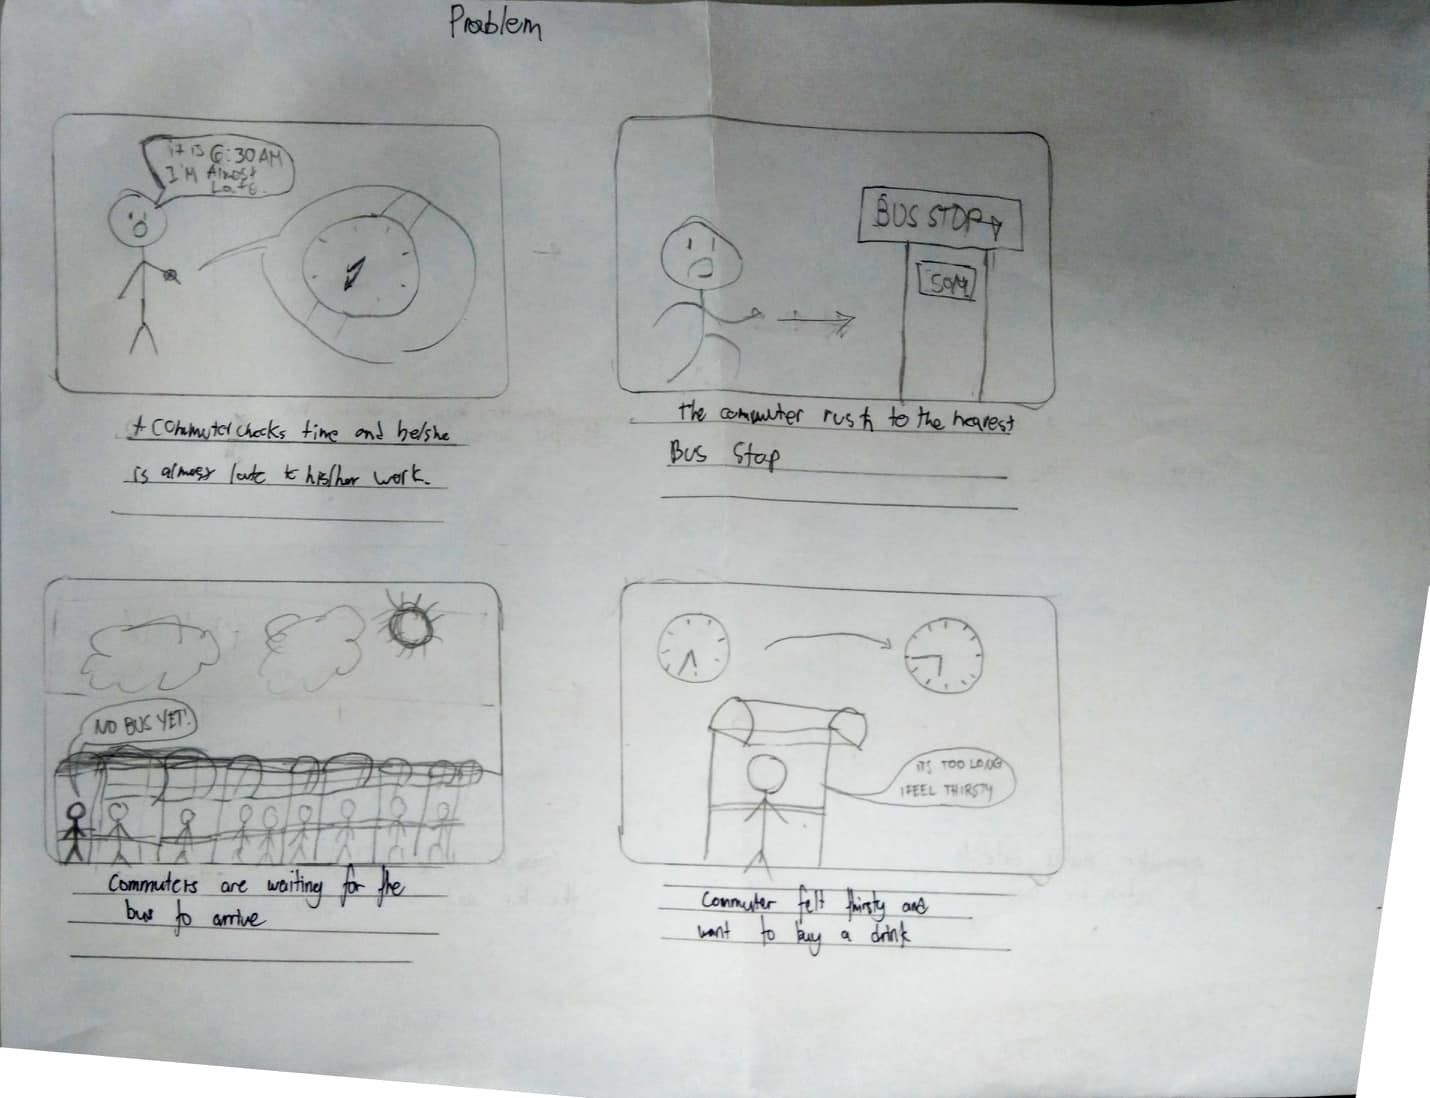 Problem
it is 6:30 AM
I'M Almost
Late.
A Commuter checks time and he/she
is almost late to his/her work.
BUS STOP
50M
the commuter rush to the nearest
Bus Stop
NO BUS YET!
Commuters are waiting for the
bus to arrive
ITS TOO LONG
I FEEL THIRSTY
Commuter felt thirsty and
want to buy a drink